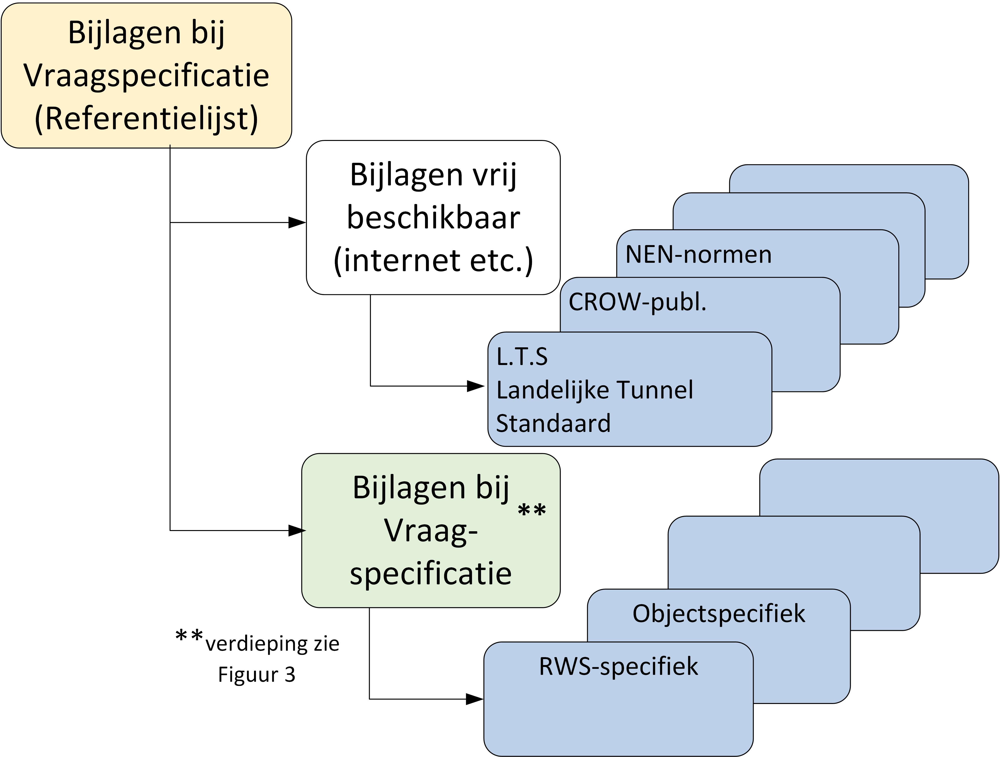 Bijlagen bij
Vraagspecificatie
(Referentielijst)
Bijlagen vrij
beschikbaar
(internet etc.)
NEN-normen
CROW-publ.
L.T.S
Landelijke Tunnel
Standaard
Bijlagen bij
**
Vraag-
specificatie
Objectspecifiek
**verdieping zie
Figuur 3
RWS-specifiek